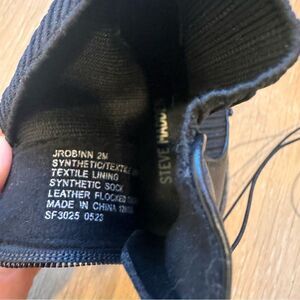 JROBINN 2M
SYNTHETIC/TEXTILE
TEXTILE LINING
SYNTHETIC SOCK
LEATHER FLOCKED
MADE IN CHINA
SF3025 0523
STEVE MADDEN